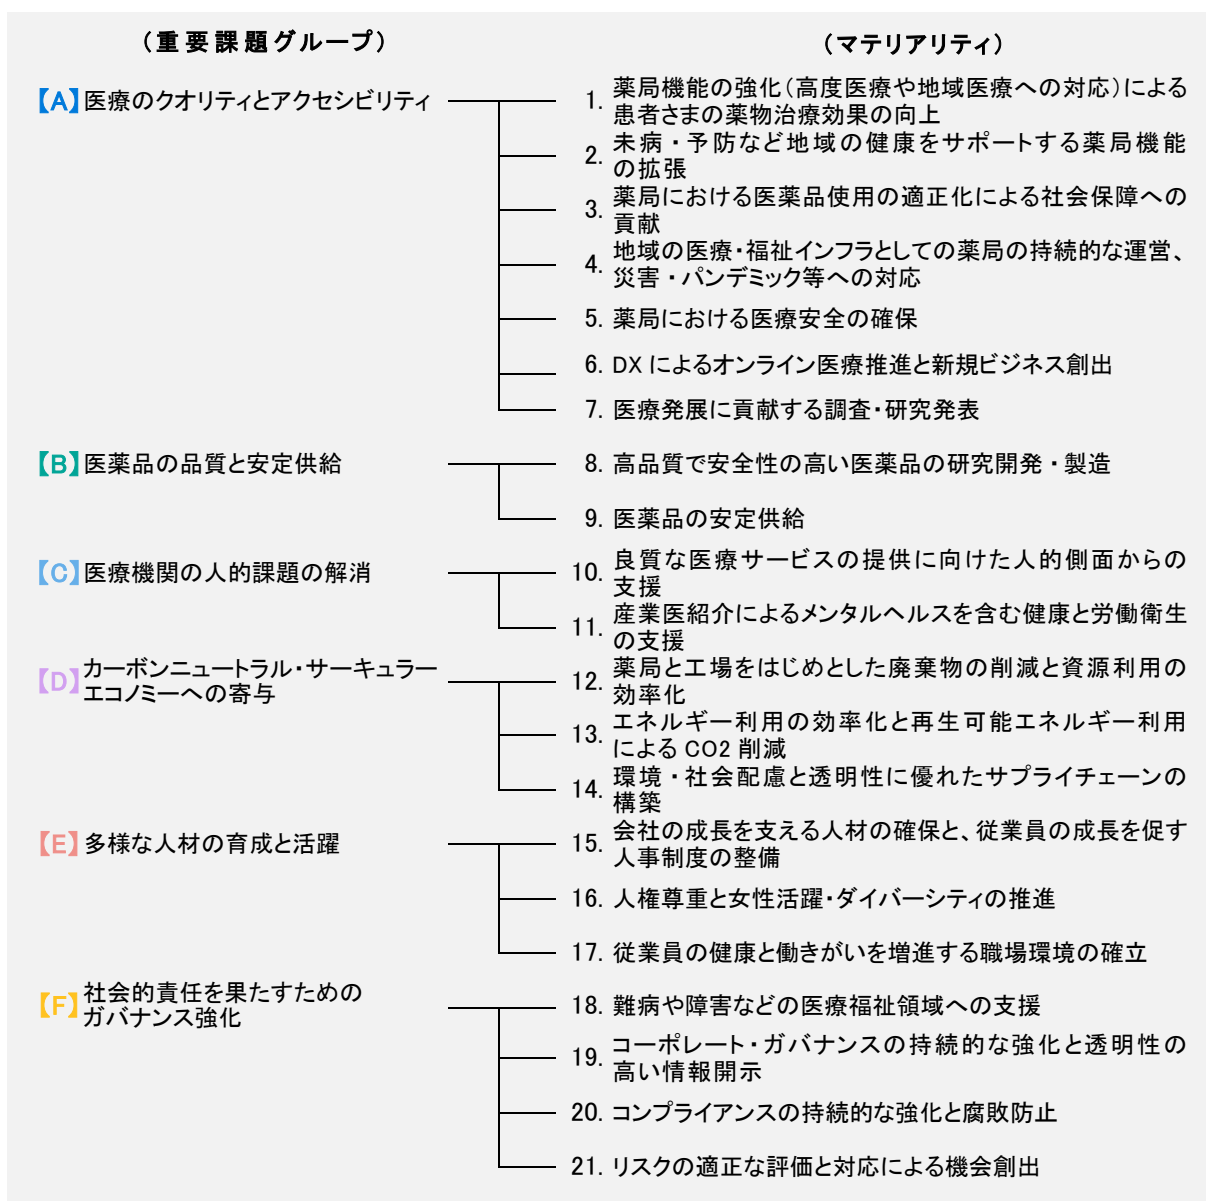 （重要課題グループ）
（マテリアリティ）
【A】医療のクオリティとアクセシビリティ
1. 薬局機能の強化（高度医療や地域医療への対応）による
患者さまの薬物治療効果の向上
2. 未病・予防など地域の健康をサポートする薬局機能
の拡張
3. 薬局における医薬品使用の適正化による社会保障への
貢献
4. 地域の医療・福祉インフラとしての薬局の持続的な運営、
災害・パンデミック等への対応
5. 薬局における医療安全の確保
6. DX によるオンライン医療推進と新規ビジネス創出
7. 医療発展に貢献する調査・研究発表
【B】医薬品の品質と安定供給
8. 高品質で安全性の高い医薬品の研究開発・製造
9. 医薬品の安定供給
【C】医療機関の人的課題の解消
10. 良質な医療サービスの提供に向けた人的側面からの
支援
11. 産業医紹介によるメンタルヘルスを含む健康と労働衛生
の支援
【D】カーボンニュートラル・サーキュラー
エコノミーへの寄与
12. 薬局と工場をはじめとした廃棄物の削減と資源利用の
効率化
13. エネルギー利用の効率化と再生可能エネルギー利用
による CO2 削減
14. 環境・社会配慮と透明性に優れたサプライチェーンの
構築
【E】多様な人材の育成と活躍
15. 会社の成長を支える人材の確保と、従業員の成長を促す
人事制度の整備
16. 人権尊重と女性活躍・ダイバーシティの推進
17. 従業員の健康と働きがいを増進する職場環境の確立
【F】社会的責任を果たすための
ガバナンス強化
18. 難病や障害などの医療福祉領域への支援
19. コーポレート・ガバナンスの持続的な強化と透明性の
高い情報開示
20. コンプライアンスの持続的な強化と腐敗防止
21. リスクの適正な評価と対応による機会創出